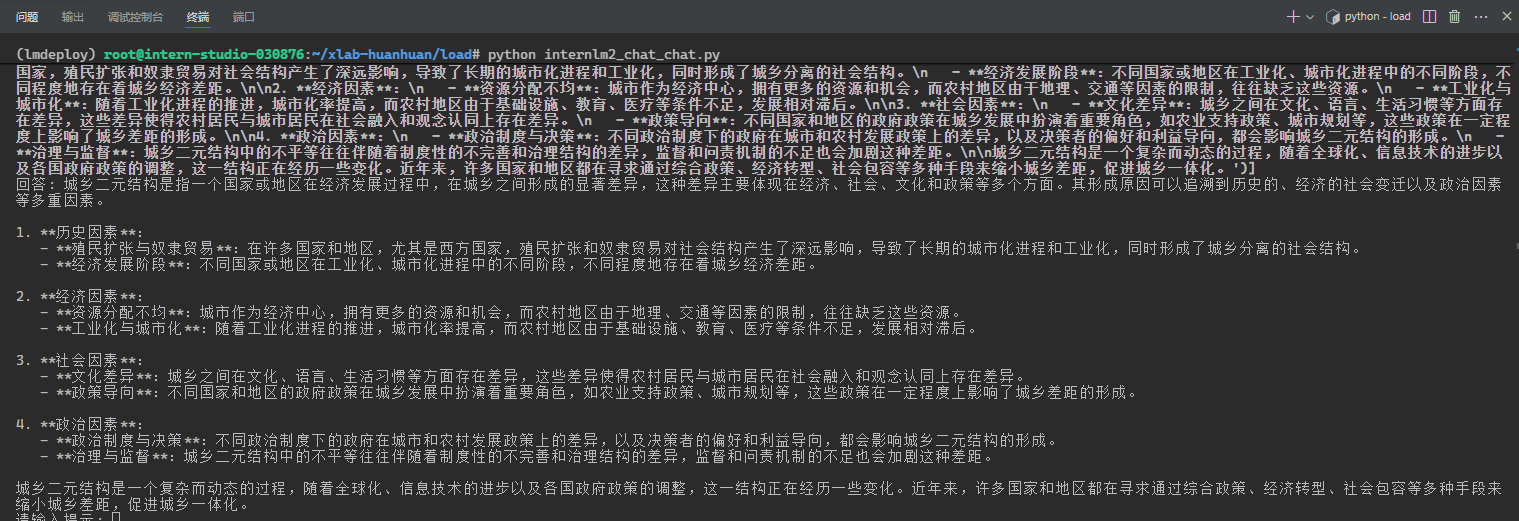 问题 输出 调试控制台 终端 端口 python - load
(lmdeploy) root@intern-studio-030876:~/xlab-huanhuan/load# python internlm2_chat_chat.py
国家，殖民扩张和奴隶贸易对社会结构产生了深远影响，导致了长期的城市化进程和工业化，同时形成了城乡分离的社会结构。\n   - **经济发展阶段**：不同国家或地区在工业化、城市化进程中的不同阶段，不
同程度地存在着城乡经济差距。\n\n2. **经济因素**：\n   - **资源分配不均**：城市作为经济中心，拥有更多的资源和机会，而农村地区由于地理、交通等因素的限制，往往缺乏这些资源。\n   - **工业化与
城市化**：随着工业化进程的推进，城市化率提高，而农村地区由于基础设施、教育、医疗等条件不足，发展相对滞后。\n\n3. **社会因素**：\n   - **文化差异**：城乡之间在文化、语言、生活习惯等方面存
在差异，这些差异使得农村居民与城市居民在社会融入和观念认同上存在差异。\n   - **政策导向**：不同国家和地区的政府政策在城乡发展中扮演着重要角色，如农业支持政策、城市规划等，这些政策在一定程
度上影响了城乡差距的形成。\n\n4. **政治因素**：\n   - **政治制度与决策**：不同政治制度下的政府在城市和农村发展政策上的差异，以及决策者的偏好和利益导向，都会影响城乡二元结构的形成。\n   -
**治理与监督**：城乡二元结构中的不平等往往伴随着制度性的不完善和治理结构的差异，监督和问责机制的不足也会加剧这种差距。\n\n城乡二元结构是一个复杂而动态的过程，随着全球化、信息技术的进步以
及各国政府政策的调整，这一结构正在经历一些变化。近年来，许多国家和地区都在寻求通过综合政策、经济转型、社会包容等多种手段来缩小城乡差距，促进城乡一体化。')]
回答：城乡二元结构是指一个国家或地区在经济发展过程中，在城乡之间形成的显著差异，这种差异主要体现在经济、社会、文化和政策等多个方面。其形成原因可以追溯到历史的、经济的社会变迁以及政治因素
等多重因素。
1. **历史因素**：
- **殖民扩张与奴隶贸易**：在许多国家和地区，尤其是西方国家，殖民扩张和奴隶贸易对社会结构产生了深远影响，导致了长期的城市化进程和工业化，同时形成了城乡分离的社会结构。
- **经济发展阶段**：不同国家或地区在工业化、城市化进程中的不同阶段，不同程度地存在着城乡经济差距。
2. **经济因素**：
- **资源分配不均**：城市作为经济中心，拥有更多的资源和机会，而农村地区由于地理、交通等因素的限制，往往缺乏这些资源。
- **工业化与城市化**：随着工业化进程的推进，城市化率提高，而农村地区由于基础设施、教育、医疗等条件不足，发展相对滞后。
3. **社会因素**：
- **文化差异**：城乡之间在文化、语言、生活习惯等方面存在差异，这些差异使得农村居民与城市居民在社会融入和观念认同上存在差异。
- **政策导向**：不同国家和地区的政府政策在城乡发展中扮演着重要角色，如农业支持政策、城市规划等，这些政策在一定程度上影响了城乡差距的形成。
4. **政治因素**：
- **政治制度与决策**：不同政治制度下的政府在城市和农村发展政策上的差异，以及决策者的偏好和利益导向，都会影响城乡二元结构的形成。
- **治理与监督**：城乡二元结构中的不平等往往伴随着制度性的不完善和治理结构的差异，监督和问责机制的不足也会加剧这种差距。
城乡二元结构是一个复杂而动态的过程，随着全球化、信息技术的进步以及各国政府政策的调整，这一结构正在经历一些变化。近年来，许多国家和地区都在寻求通过综合政策、经济转型、社会包容等多种手段来
缩小城乡差距，促进城乡一体化。
请输入提示：